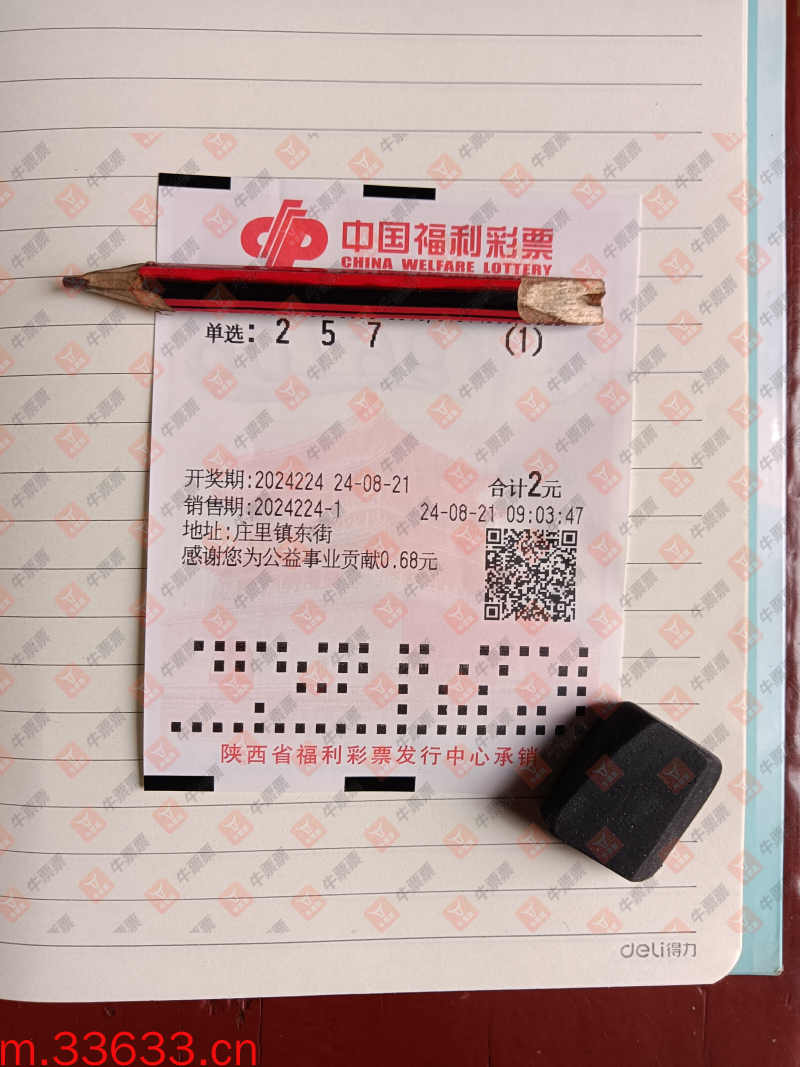 中国福利彩票
CHINA WELFARE LOTTERY
单选: 2 5 7 (1)
开奖期:2024224 24-08-21 合计2元
销售期:2024224-1 24-08-21 09:03:47
地址:庄里镇东街
感谢您为公益事业贡献0.68元
陕西省福利彩票发行中心承销
deli得力
牛票票
m.33633.cn